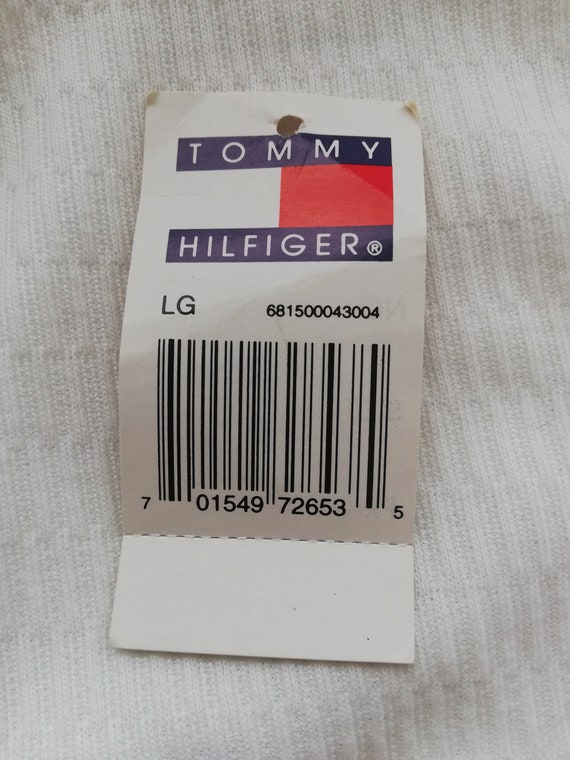 TOMMY
HILFIGER®
LG 681500043004
7 01549 72653 5